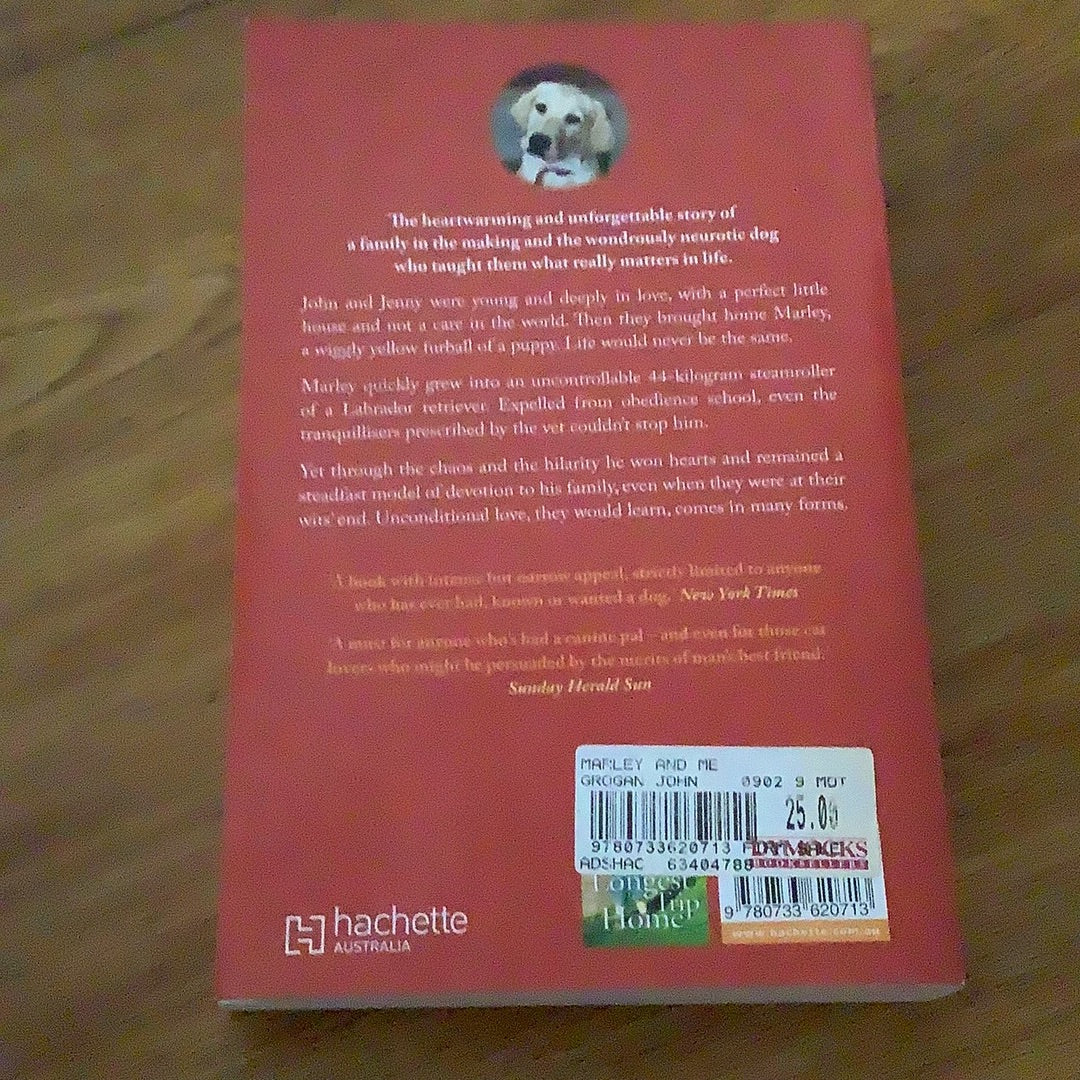 The heartwarming and unforgettable story of
a family in the making and the wondrously neurotic dog
who taught them what really matters in life.
John and Jenny were young and deeply in love, with a perfect little
house and not a care in the world. Then they brought home Marley,
a wiggly yellow furball of a puppy. Life would never be the same.
Marley quickly grew into an uncontrollable 44-kilogram steamroller
of a Labrador retriever. Expelled from obedience school, even the
tranquillisers prescribed by the vet couldn't stop him.
Yet through the chaos and the hilarity he won hearts and remained a
steadfast model of devotion to his family, even when they were at their
wits' end. Unconditional love, they would learn, comes in many forms.
'A book with intense but narrow appeal, strictly limited to anyone
who has ever had, known or wanted a dog.' New York Times
'A must for anyone who's had a canine pal – and even for those cat
lovers who might be persuaded by the merits of man's best friend.'
Sunday Herald Sun
MARLEY AND ME
GROGAN JOHN 0902 9 MDT
25.00
9780733620713
DYMOCKS
ADSHAC 63404788 BOOKSELLERS
Longest
Trip
Home
9 780733 620713
www.hachette.com.au
hachette
AUSTRALIA